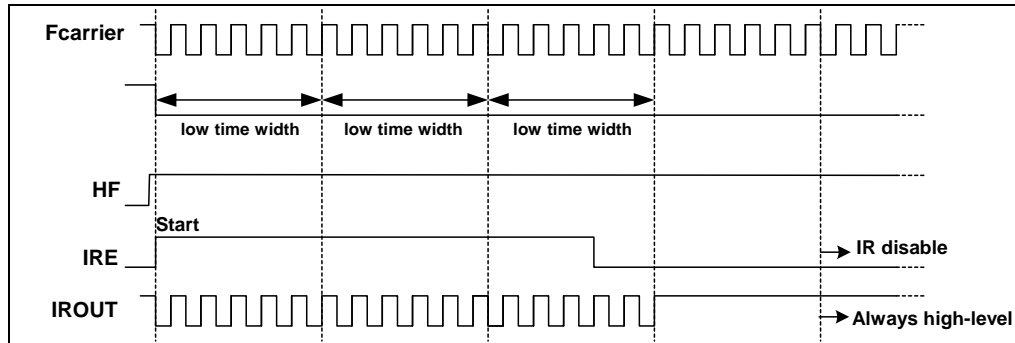 Fcarrier
low time width low time width low time width
HF
Start
IRE
IR disable
IROUT
Always high-level